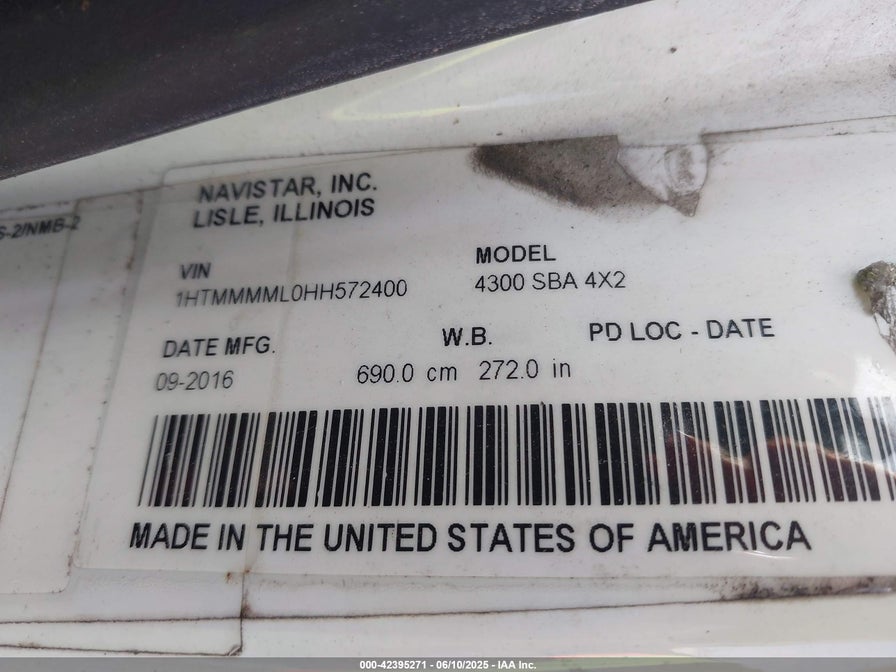 NAVISTAR, INC.
LISLE, ILLINOIS
S-2/NMB-2
VIN
1HTMMMML0HH572400
MODEL
4300 SBA 4X2
DATE MFG.
09-2016
W.B.
690.0 cm 272.0 in
PD LOC - DATE
MADE IN THE UNITED STATES OF AMERICA
000-42395271 - 06/10/2025 - IAA Inc.